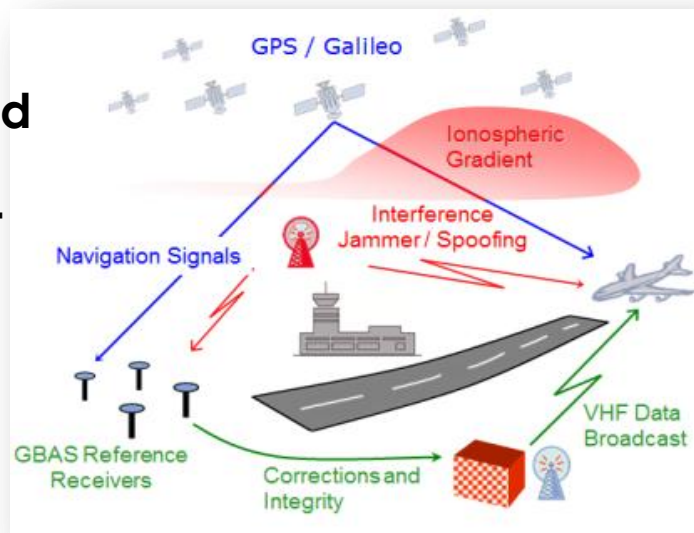 GPS / Galileo
d
Ionospheric
Gradient
Interference
Jammer / Spoofing
Navigation Signals
GBAS Reference
Receivers
Corrections and
Integrity
VHF Data
Broadcast